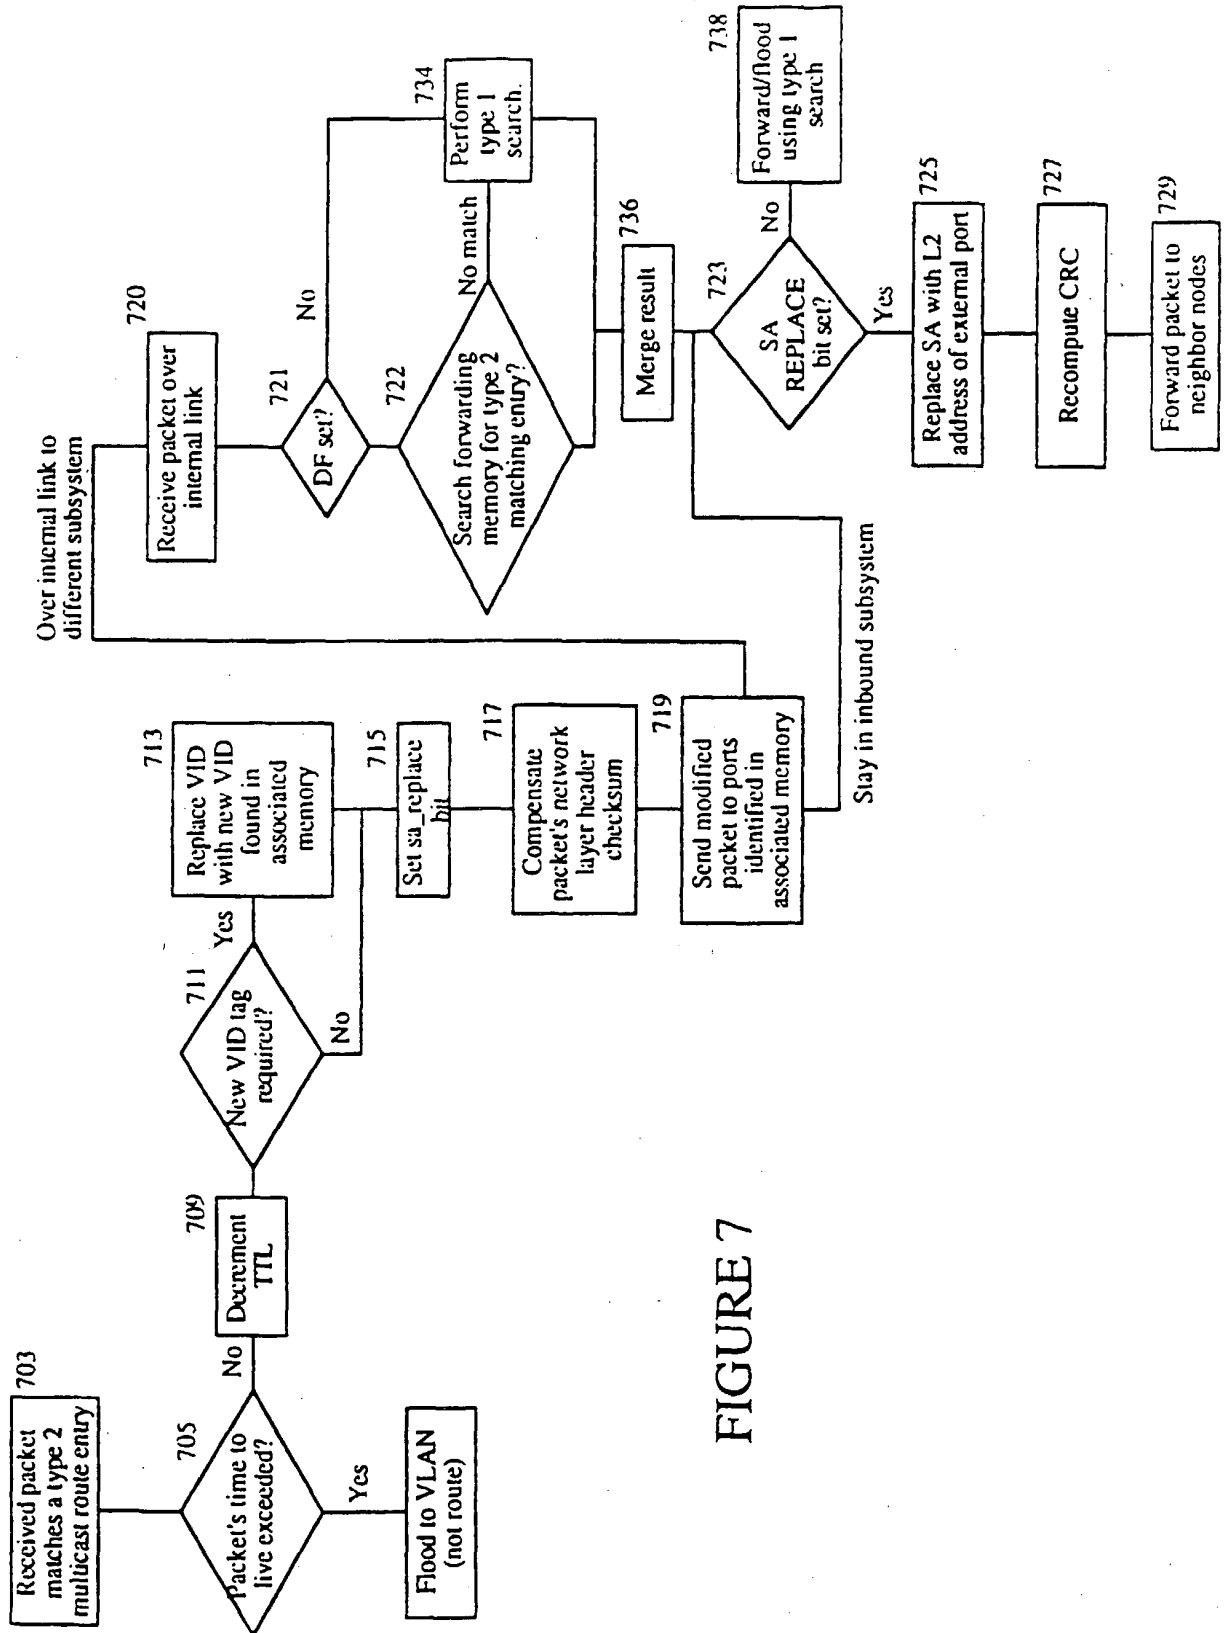 703
Received packet
matches a type 2
multicast route entry
705
Packet's time to
live exceeded?
Yes
Flood to VLAN
(not route)
No
709
Decrement
TTL
711
New VID tag
required?
Yes
No
713
Replace VID
with new VID
found in
associated
memory
715
Set sa_replace
bit
717
Compensate
packet's network
layer header
checksum
719
Send modified
packet to ports
identified in
associated memory
Over internal link to
different subsystem
Stay in inbound subsystem
720
Receive packet over
internal link
721
DF set?
No
722
Search forwarding
memory for type 2
matching entry?
No match
734
Perform
type 1
search.
736
Merge result
723
SA
REPLACE
bit set?
No
738
Forward/flood
using type 1
search
Yes
725
Replace SA with L2
address of external port
727
Recompute CRC
729
Forward packet to
neighbor nodes
FIGURE 7